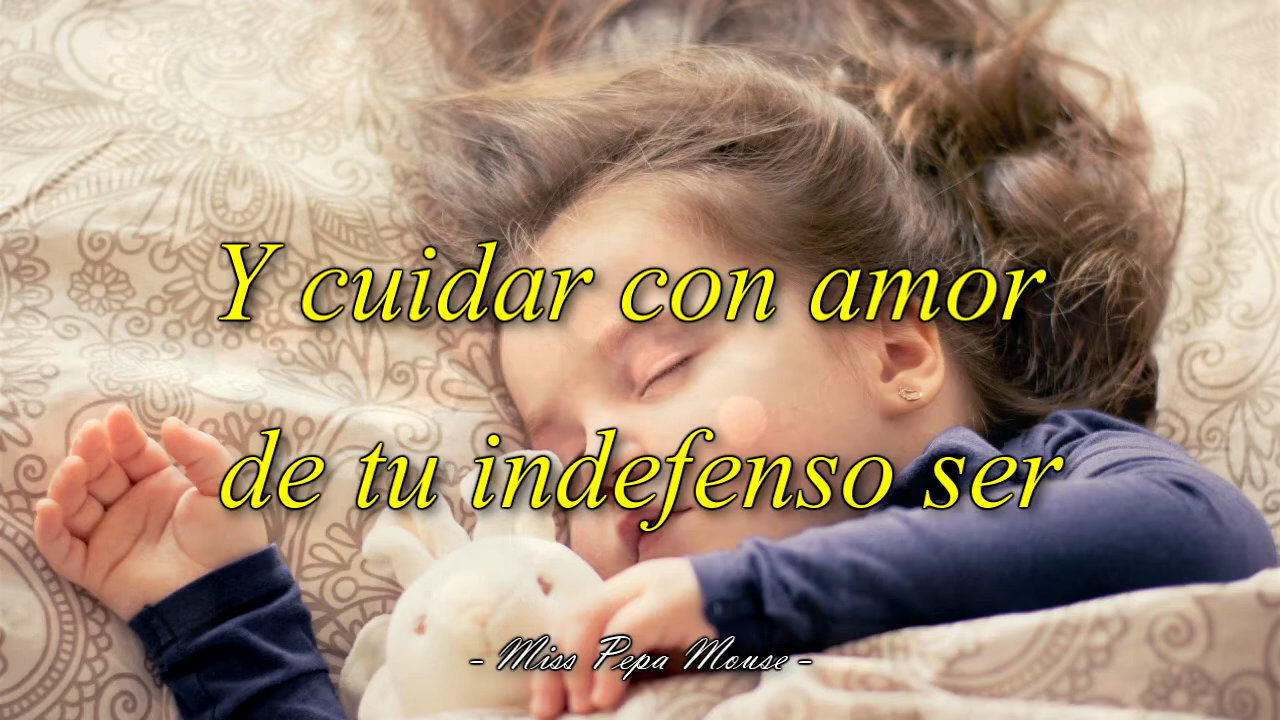 Y cuidar con amor
de tu indefenso ser
- Miss Pepa Mouse -